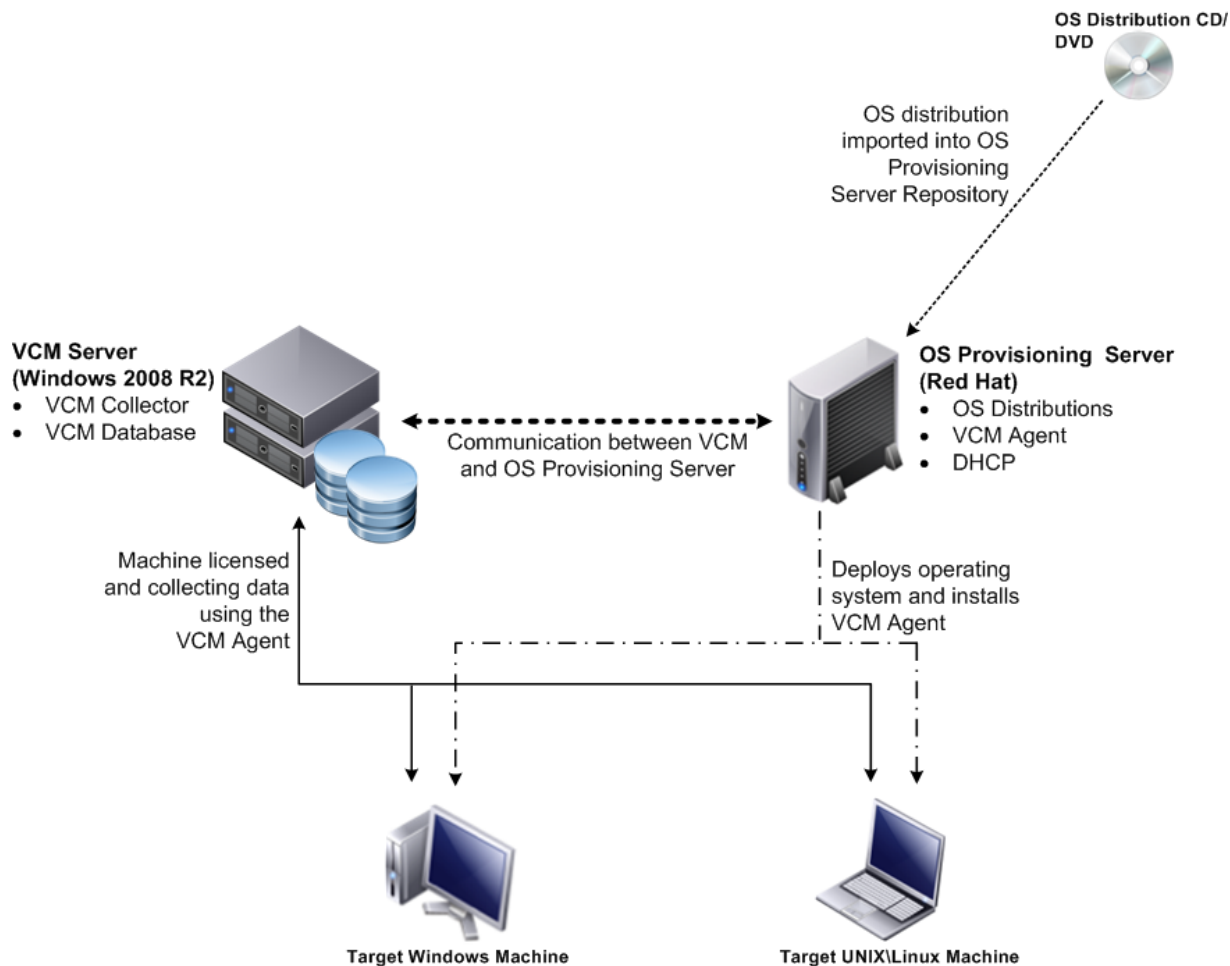 OS Distribution CD/
DVD
OS distribution
imported into OS
Provisioning
Server Repository
VCM Server
(Windows 2008 R2)
• VCM Collector
• VCM Database
Communication between VCM
and OS Provisioning Server
OS Provisioning Server
(Red Hat)
• OS Distributions
• VCM Agent
• DHCP
Machine licensed
and collecting data
using the
VCM Agent
Deploys operating
system and installs
VCM Agent
Target Windows Machine
Target UNIX\Linux Machine